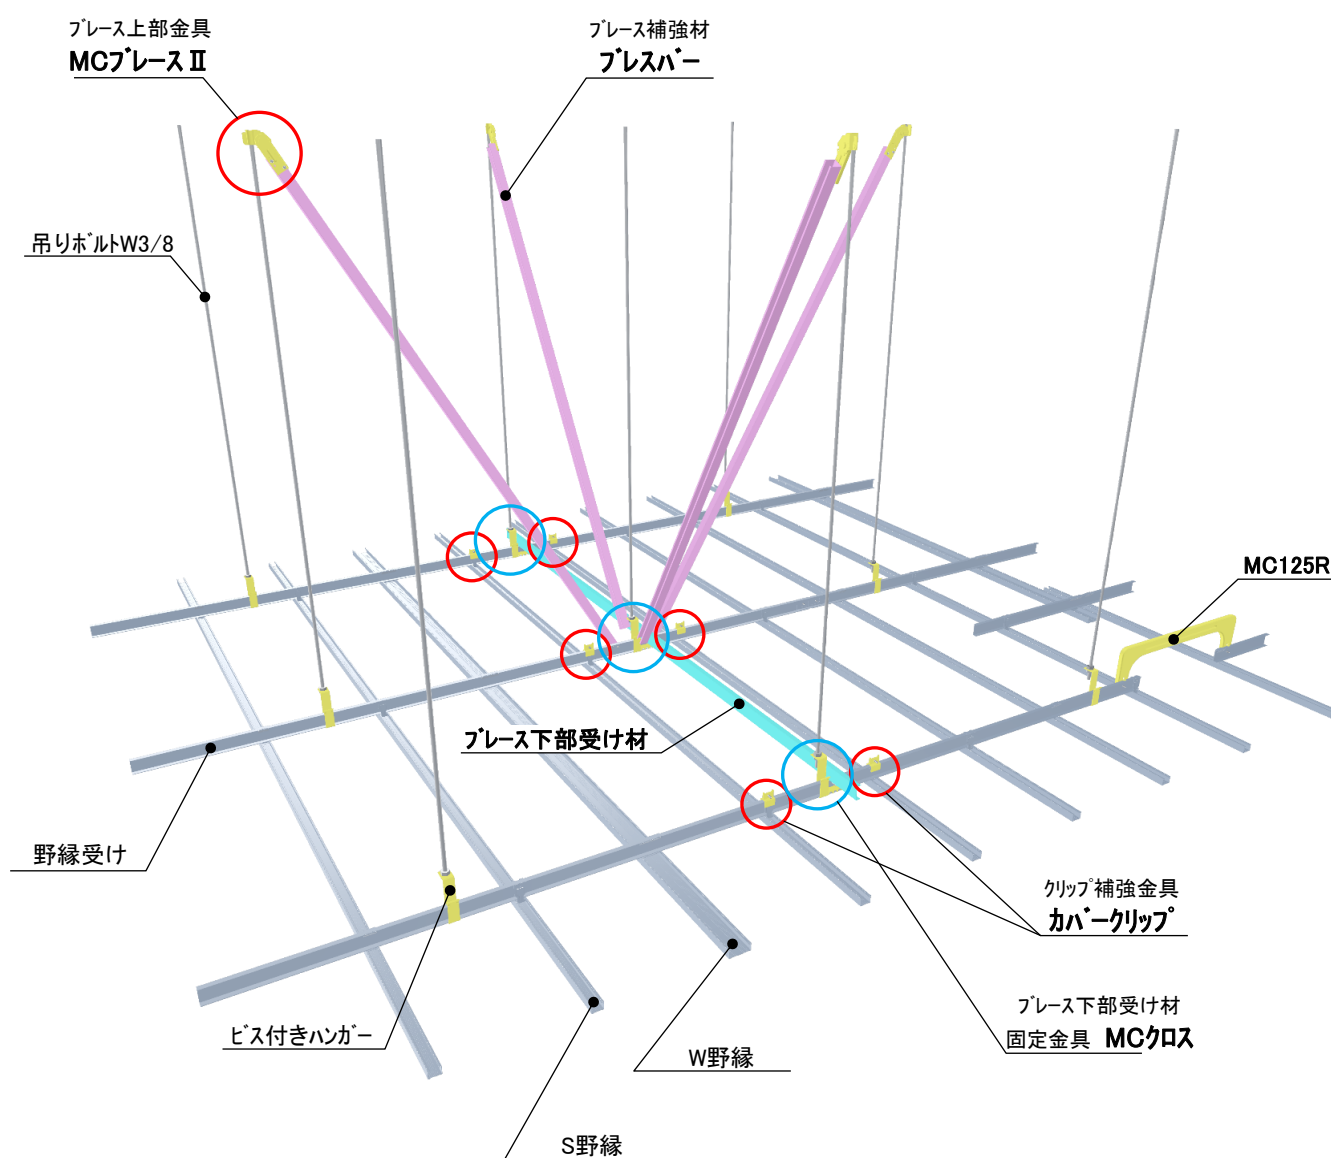 ブレース上部金具
MCブレースⅡ
ブレース補強材
ブレスバー
吊りボルトW3/8
MC125R
ブレース下部受け材
野縁受け
クリップ補強金具
カバークリップ
ビス付きハンガー
ブレース下部受け材
固定金具 MCクロス
W野縁
S野縁